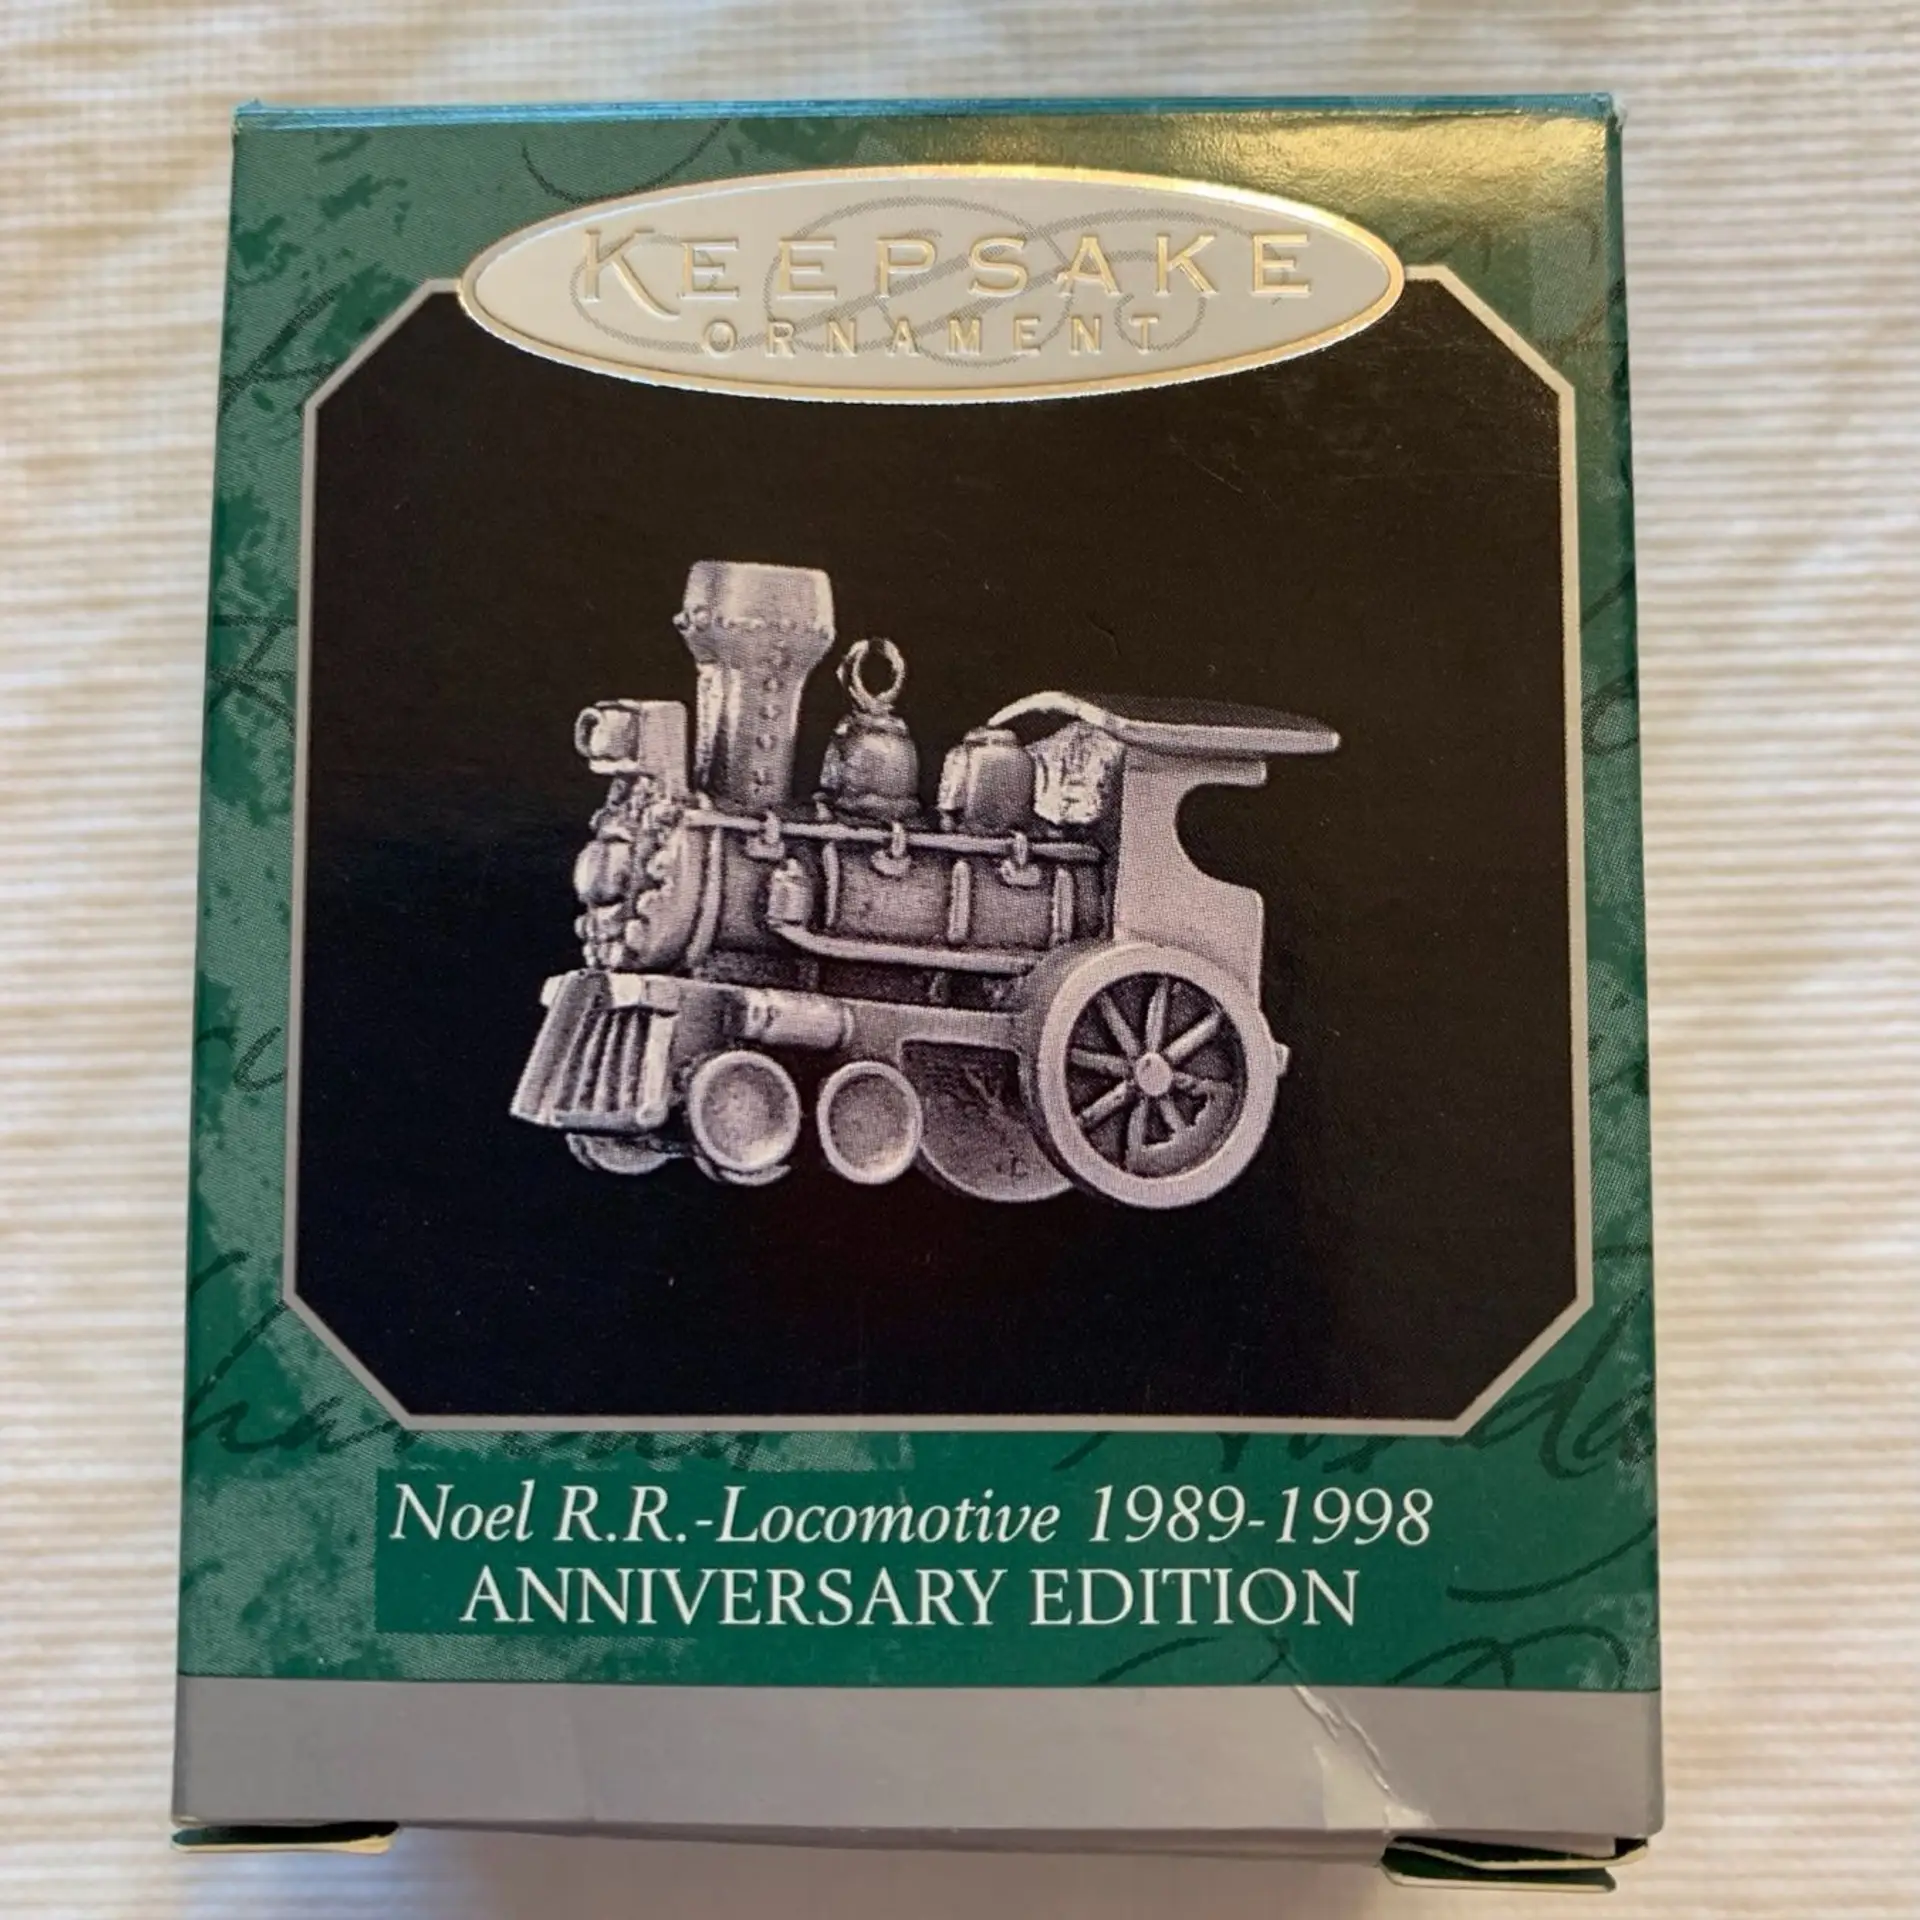 KEEPSAKE
ORNAMENT
Noel R.R.-Locomotive 1989-1998
ANNIVERSARY EDITION